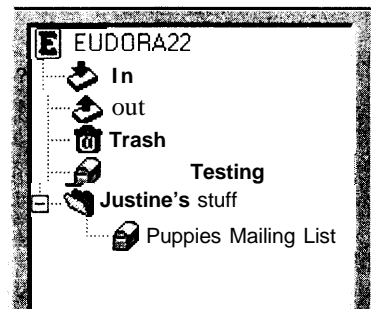 E EUDORA22
In
out
Trash
Testing
Justine's stuff
Puppies Mailing List